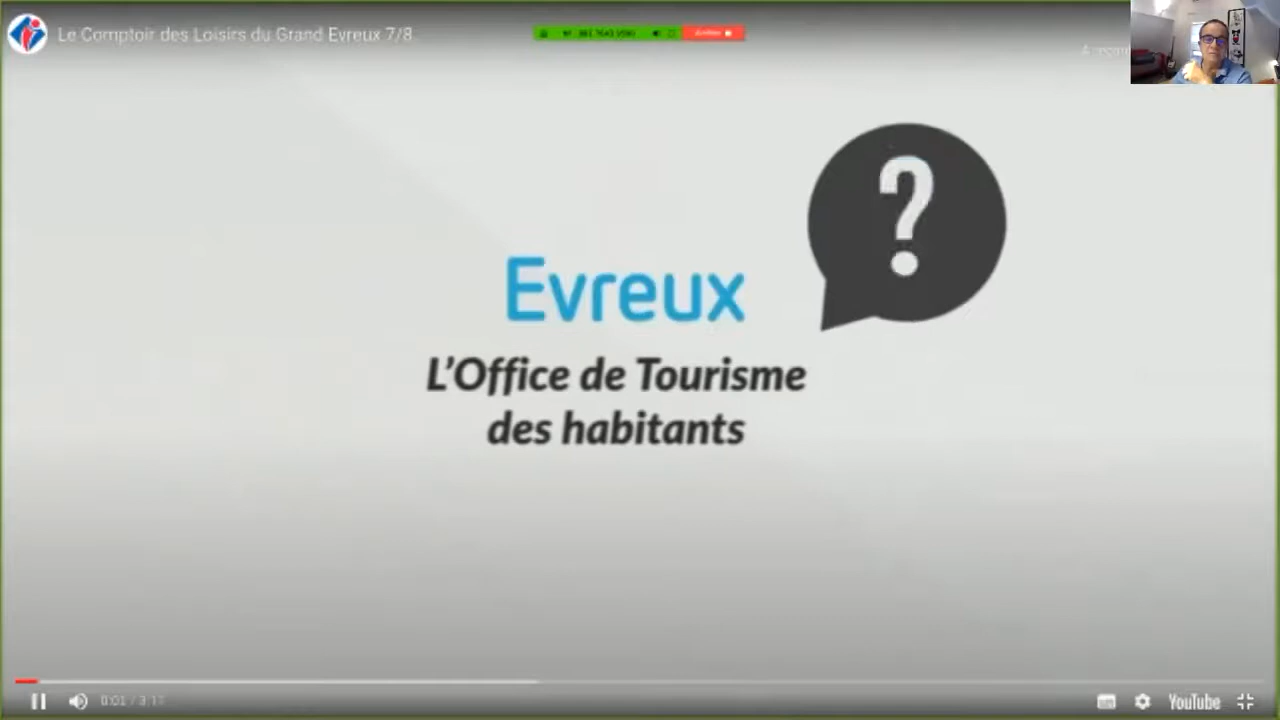 Le Comptoir des Loisirs du Grand Evreux 7/8
?
Evreux
L'Office de Tourisme
des habitants
0:01 / 3:11
YouTube